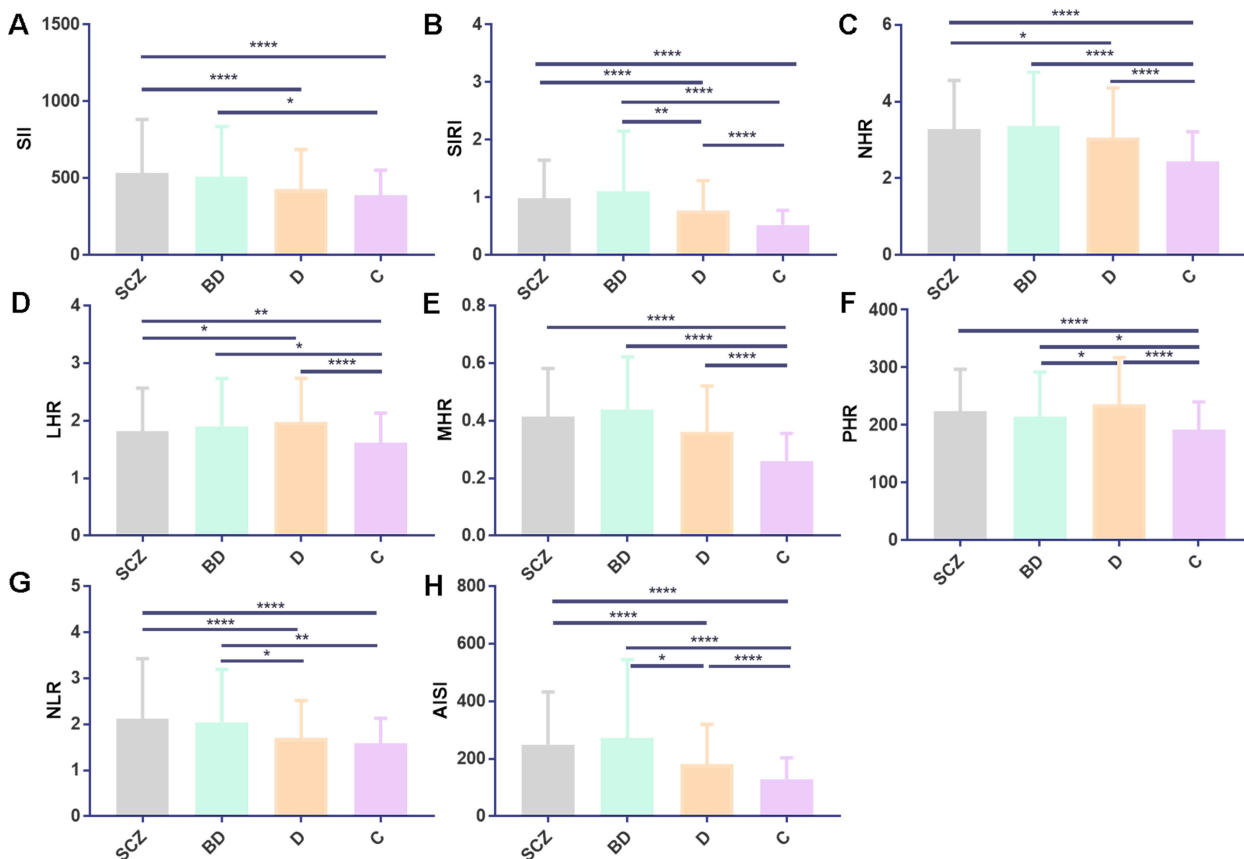 A
SII
1500
1000
500
0
****
****
*
SCZ
BD
D
C
B
SIRI
4
3
2
1
0
****
****
****
**
****
SCZ
BD
D
C
C
NHR
6
4
2
0
****
*
****
****
SCZ
BD
D
C
D
LHR
4
3
2
1
0
**
*
*
****
SCZ
BD
D
C
E
MHR
0.8
0.6
0.4
0.2
0.0
****
****
****
SCZ
BD
D
C
F
PHR
400
300
200
100
0
****
*
*
****
SCZ
BD
D
C
G
NLR
5
4
3
2
1
0
****
****
**
*
SCZ
BD
D
C
H
AISI
800
600
400
200
0
****
****
****
*
****
SCZ
BD
D
C